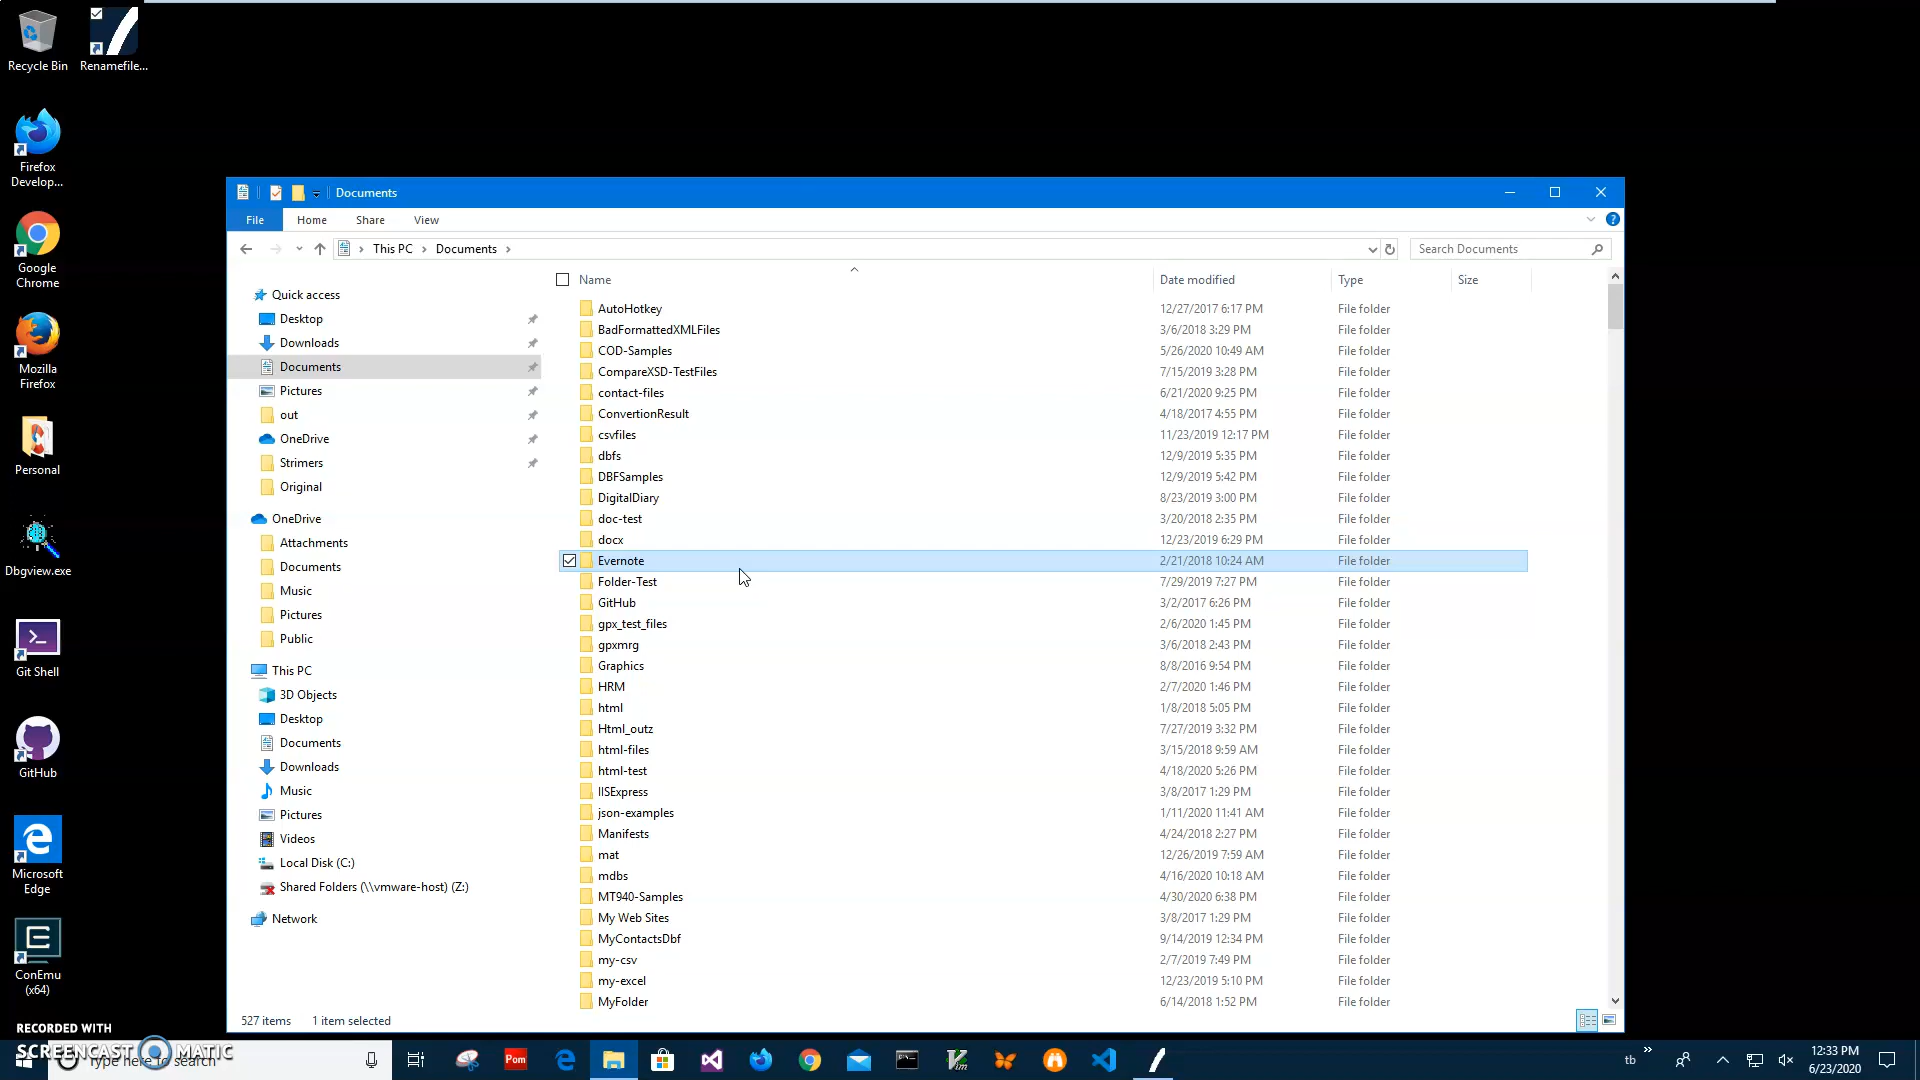 Recycle Bin
Renamefile...
Firefox
Develop...
Google
Chrome
Mozilla
Firefox
Personal
Dbgview.exe
Git Shell
GitHub
Microsoft
Edge
ConEmu
(x64)
Documents
File
Home
Share
View
This PC
Documents
Search Documents
Quick access
Desktop
Downloads
Documents
Pictures
out
OneDrive
Strimers
Original
OneDrive
Attachments
Documents
Music
Pictures
Public
This PC
3D Objects
Desktop
Documents
Downloads
Music
Pictures
Videos
Local Disk (C:)
Shared Folders (\\vmware-host) (Z:)
Network
Name Date modified Type Size
AutoHotkey 12/27/2017 6:17 PM File folder
BadFormattedXMLFiles 3/6/2018 3:29 PM File folder
COD-Samples 5/26/2020 10:49 AM File folder
CompareXSD-TestFiles 7/15/2019 3:28 PM File folder
contact-files 6/21/2020 9:25 PM File folder
ConvertionResult 4/18/2017 4:55 PM File folder
csvfiles 11/23/2019 12:17 PM File folder
dbfs 12/9/2019 5:35 PM File folder
DBFSamples 12/9/2019 5:42 PM File folder
DigitalDiary 8/23/2019 3:00 PM File folder
doc-test 3/20/2018 2:35 PM File folder
docx 12/23/2019 6:29 PM File folder
Evernote 2/21/2018 10:24 AM File folder
Folder-Test 7/29/2019 7:27 PM File folder
GitHub 3/2/2017 6:26 PM File folder
gpx_test_files 2/6/2020 1:45 PM File folder
gpxmrg 3/6/2018 2:43 PM File folder
Graphics 8/8/2016 9:54 PM File folder
HRM 2/7/2020 1:46 PM File folder
html 1/8/2018 5:05 PM File folder
Html_outz 7/27/2019 3:32 PM File folder
html-files 3/15/2018 9:59 AM File folder
html-test 4/18/2020 5:26 PM File folder
IISExpress 3/8/2017 1:29 PM File folder
json-examples 1/11/2020 11:41 AM File folder
Manifests 4/24/2018 2:27 PM File folder
mat 12/26/2019 7:59 AM File folder
mdbs 4/16/2020 10:18 AM File folder
MT940-Samples 4/30/2020 6:38 PM File folder
My Web Sites 3/8/2017 1:29 PM File folder
MyContactsDbf 9/14/2019 12:34 PM File folder
my-csv 2/7/2019 7:49 PM File folder
my-excel 12/23/2019 5:10 PM File folder
MyFolder 6/14/2018 1:52 PM File folder
527 items 1 item selected
RECORDED WITH
SCREENCAST MATIC
Type here to search
Pom
Vim
tb
12:33 PM
6/23/2020